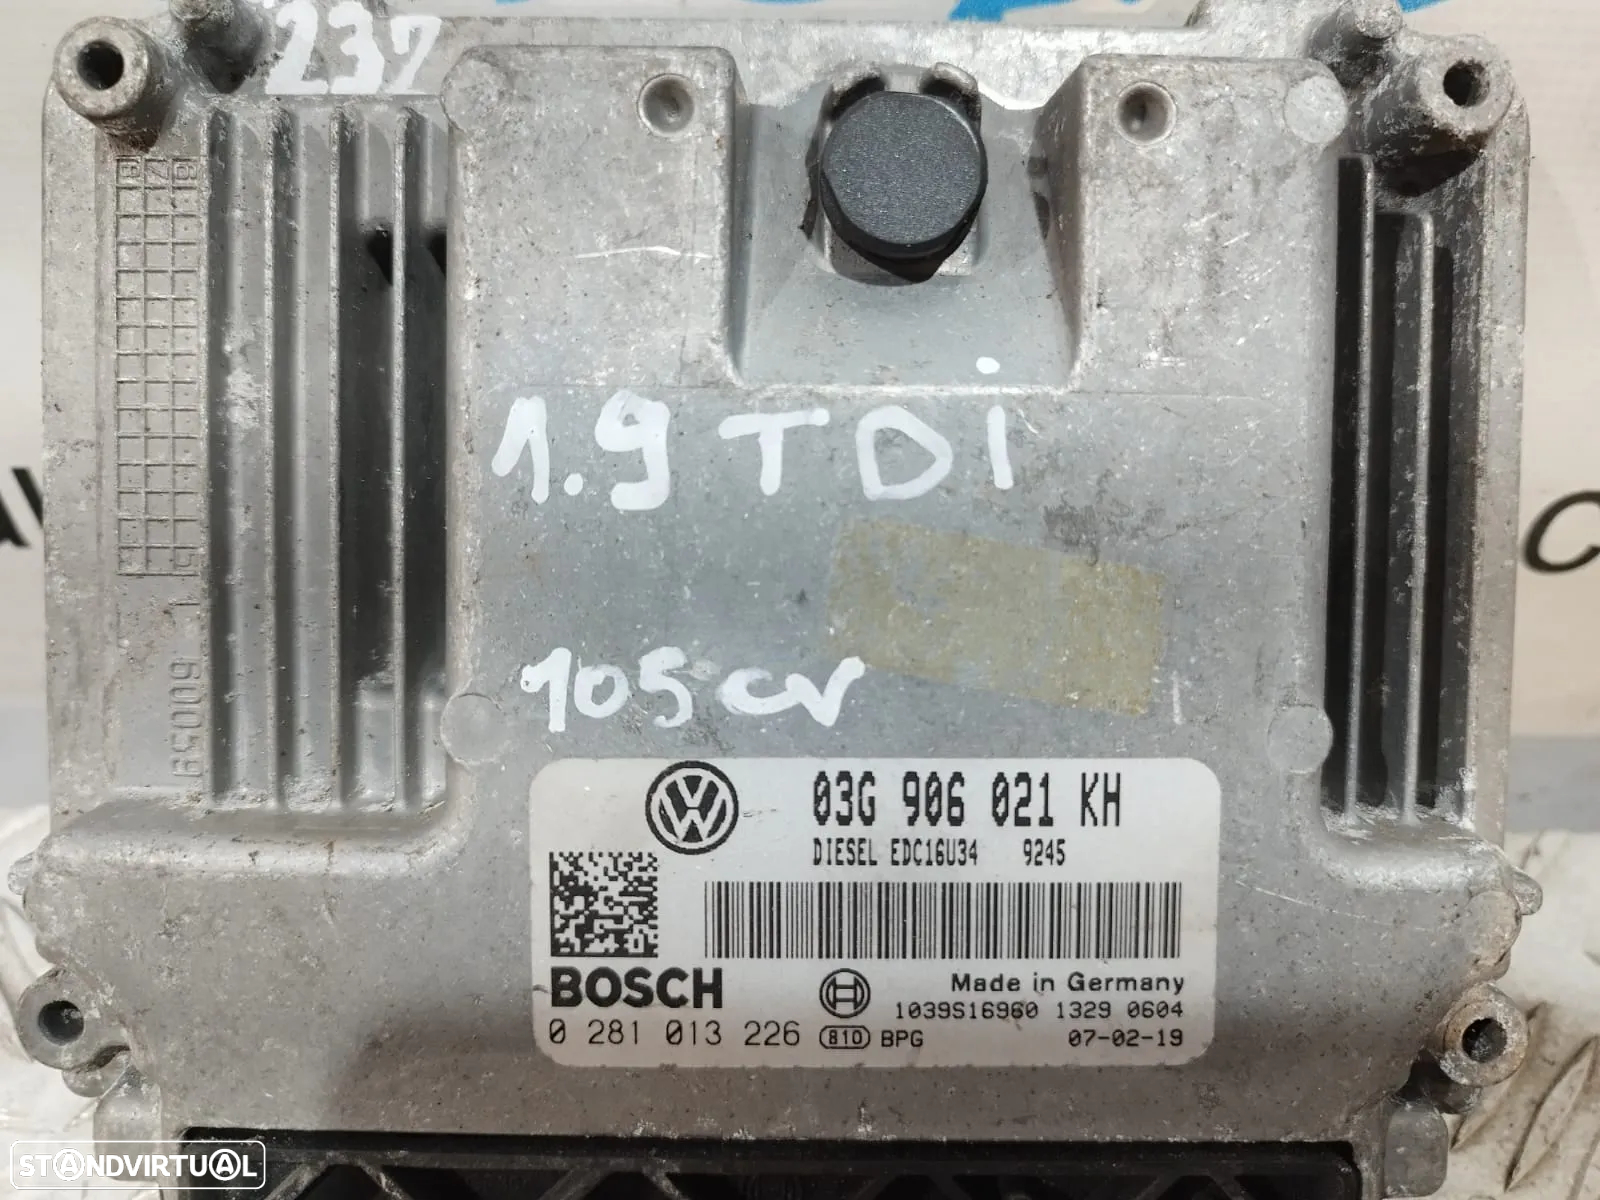 237
1.9 TDi
105cv
60059
03G 906 021 KH
DIESEL EDC16U34 9245
BOSCH
Made in Germany
1039S16960 1329 0604
0 281 013 226 810 BPG 07-02-19
STANDVIRTUAL